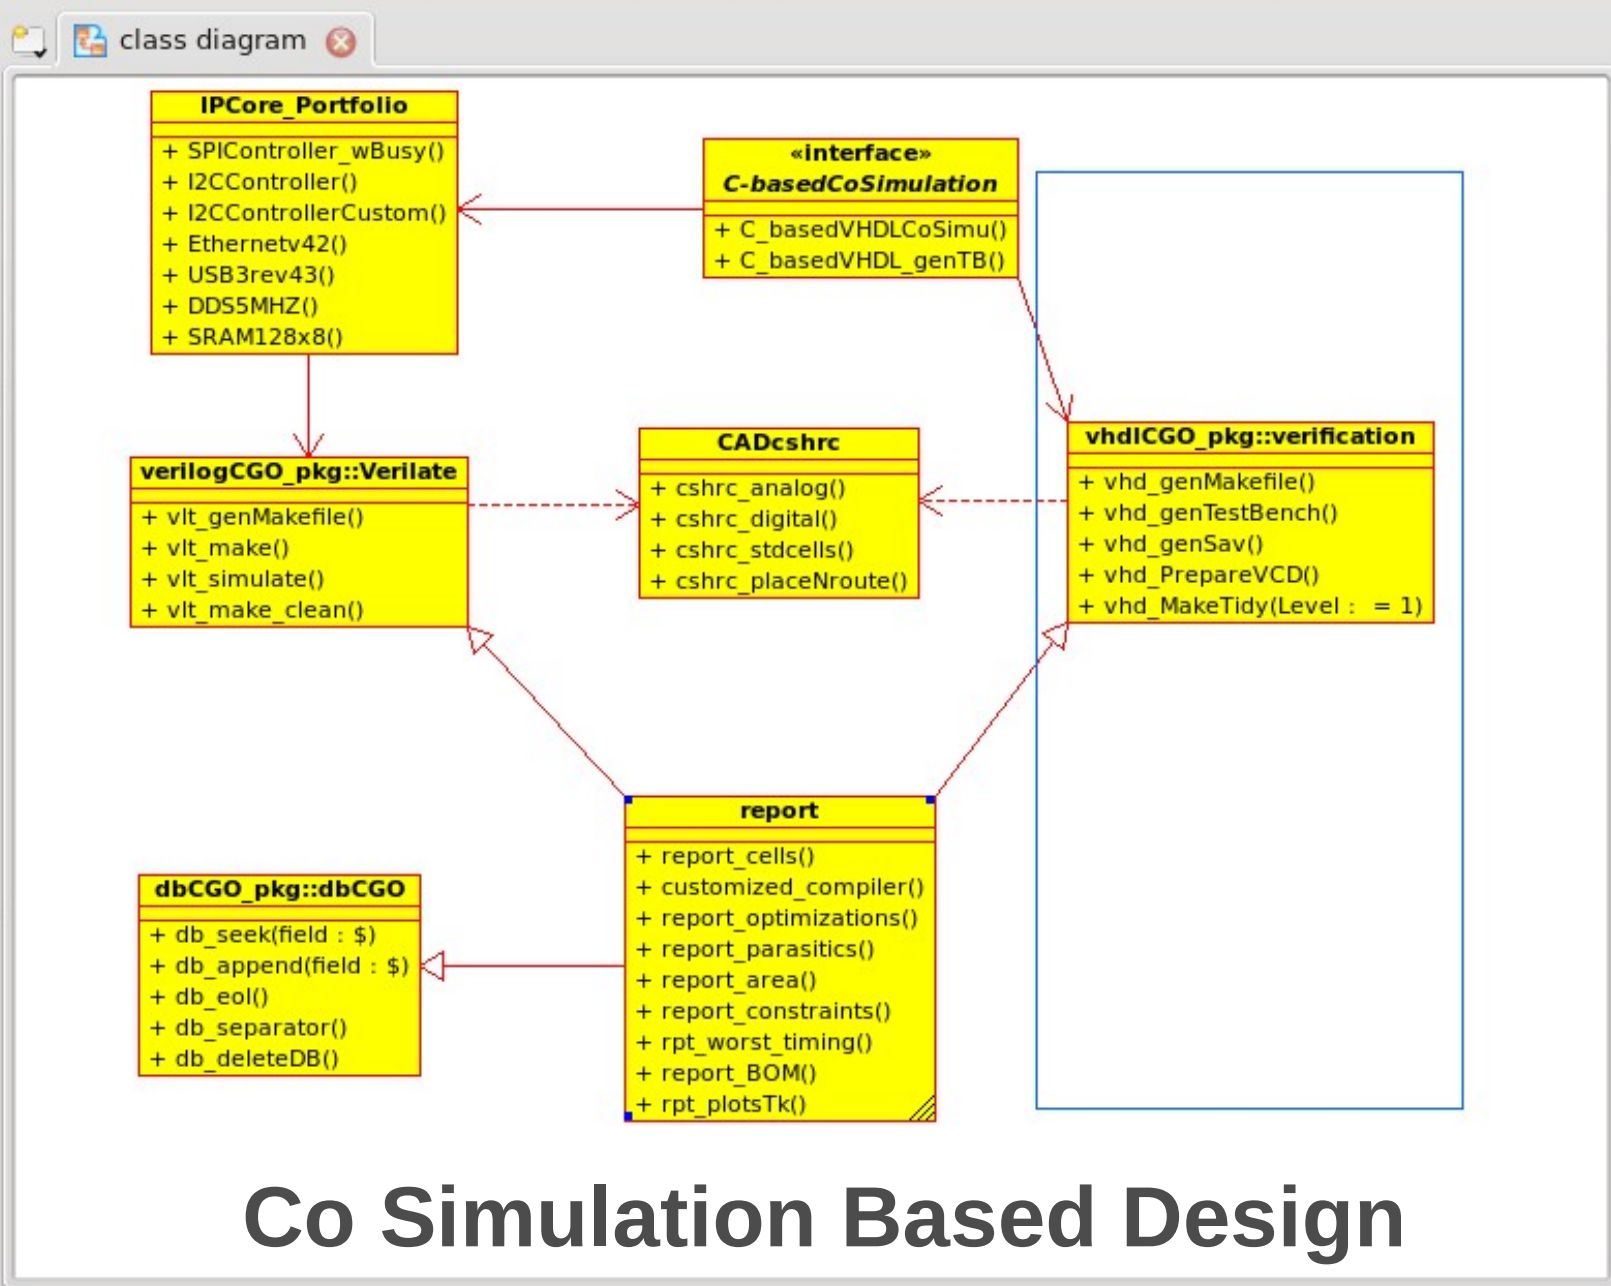 class diagram
IPCore_Portfolio
+ SPIController_wBusy()
+ I2CController()
+ I2CControllerCustom()
+ Ethernetv42()
+ USB3rev43()
+ DDS5MHZ()
+ SRAM128x8()
«interface»
C-basedCoSimulation
+ C_basedVHDLCoSimu()
+ C_basedVHDL_genTB()
verilogCGO_pkg::Verilate
+ vlt_genMakefile()
+ vlt_make()
+ vlt_simulate()
+ vlt_make_clean()
CADcshrc
+ cshrc_analog()
+ cshrc_digital()
+ cshrc_stdcells()
+ cshrc_placeNroute()
vhdlCGO_pkg::verification
+ vhd_genMakefile()
+ vhd_genTestBench()
+ vhd_genSav()
+ vhd_PrepareVCD()
+ vhd_MakeTidy(Level : = 1)
dbCGO_pkg::dbCGO
+ db_seek(field : $)
+ db_append(field : $)
+ db_eol()
+ db_separator()
+ db_deleteDB()
report
+ report_cells()
+ customized_compiler()
+ report_optimizations()
+ report_parasitics()
+ report_area()
+ report_constraints()
+ rpt_worst_timing()
+ report_BOM()
+ rpt_plotsTk()
Co Simulation Based Design